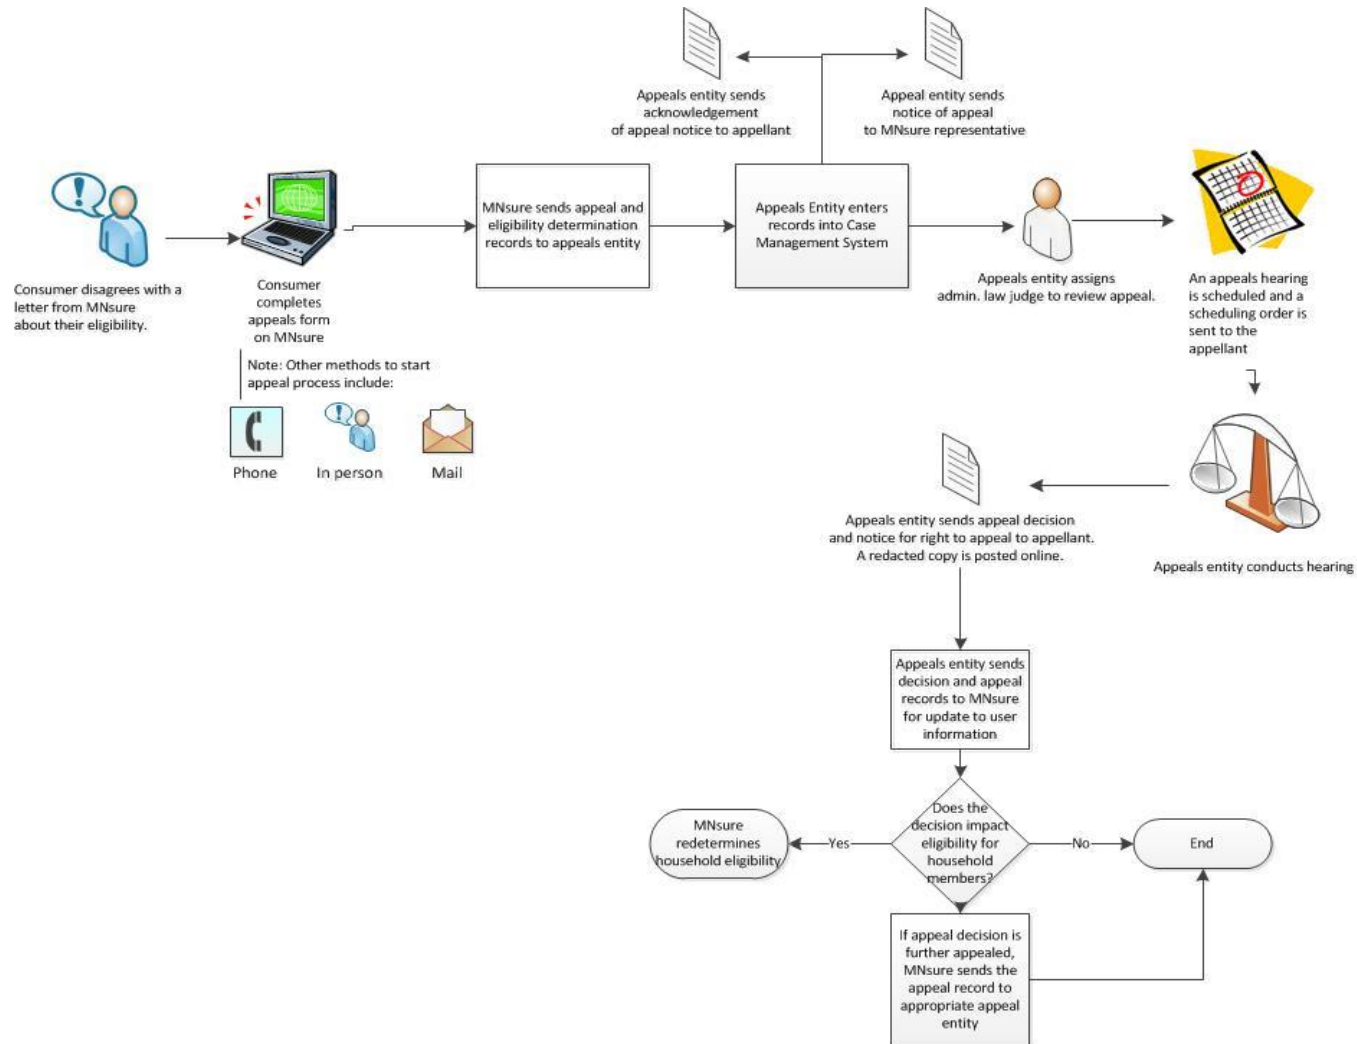 Appeals entity sends
acknowledgement
of appeal notice to appellant
Appeal entity sends
notice of appeal
to MNsure representative
Consumer disagrees with a
letter from MNsure
about their eligibility.
Consumer
completes
appeals form
on MNsure
Note: Other methods to start
appeal process include:
Phone
In person
Mail
MNsure sends appeal and
eligibility determination
records to appeals entity
Appeals Entity enters
records into Case
Management System
Appeals entity assigns
admin. law judge to review appeal.
An appeals hearing
is scheduled and a
scheduling order is
sent to the
appellant
Appeals entity conducts hearing
Appeals entity sends appeal decision
and notice for right to appeal to appellant.
A redacted copy is posted online.
Appeals entity sends
decision and appeal
records to MNsure
for update to user
information
Does the
decision impact
eligibility for
household
members?
Yes
MNsure
redetermines
household eligibility
No
End
If appeal decision is
further appealed,
MNsure sends the
appeal record to
appropriate appeal
entity